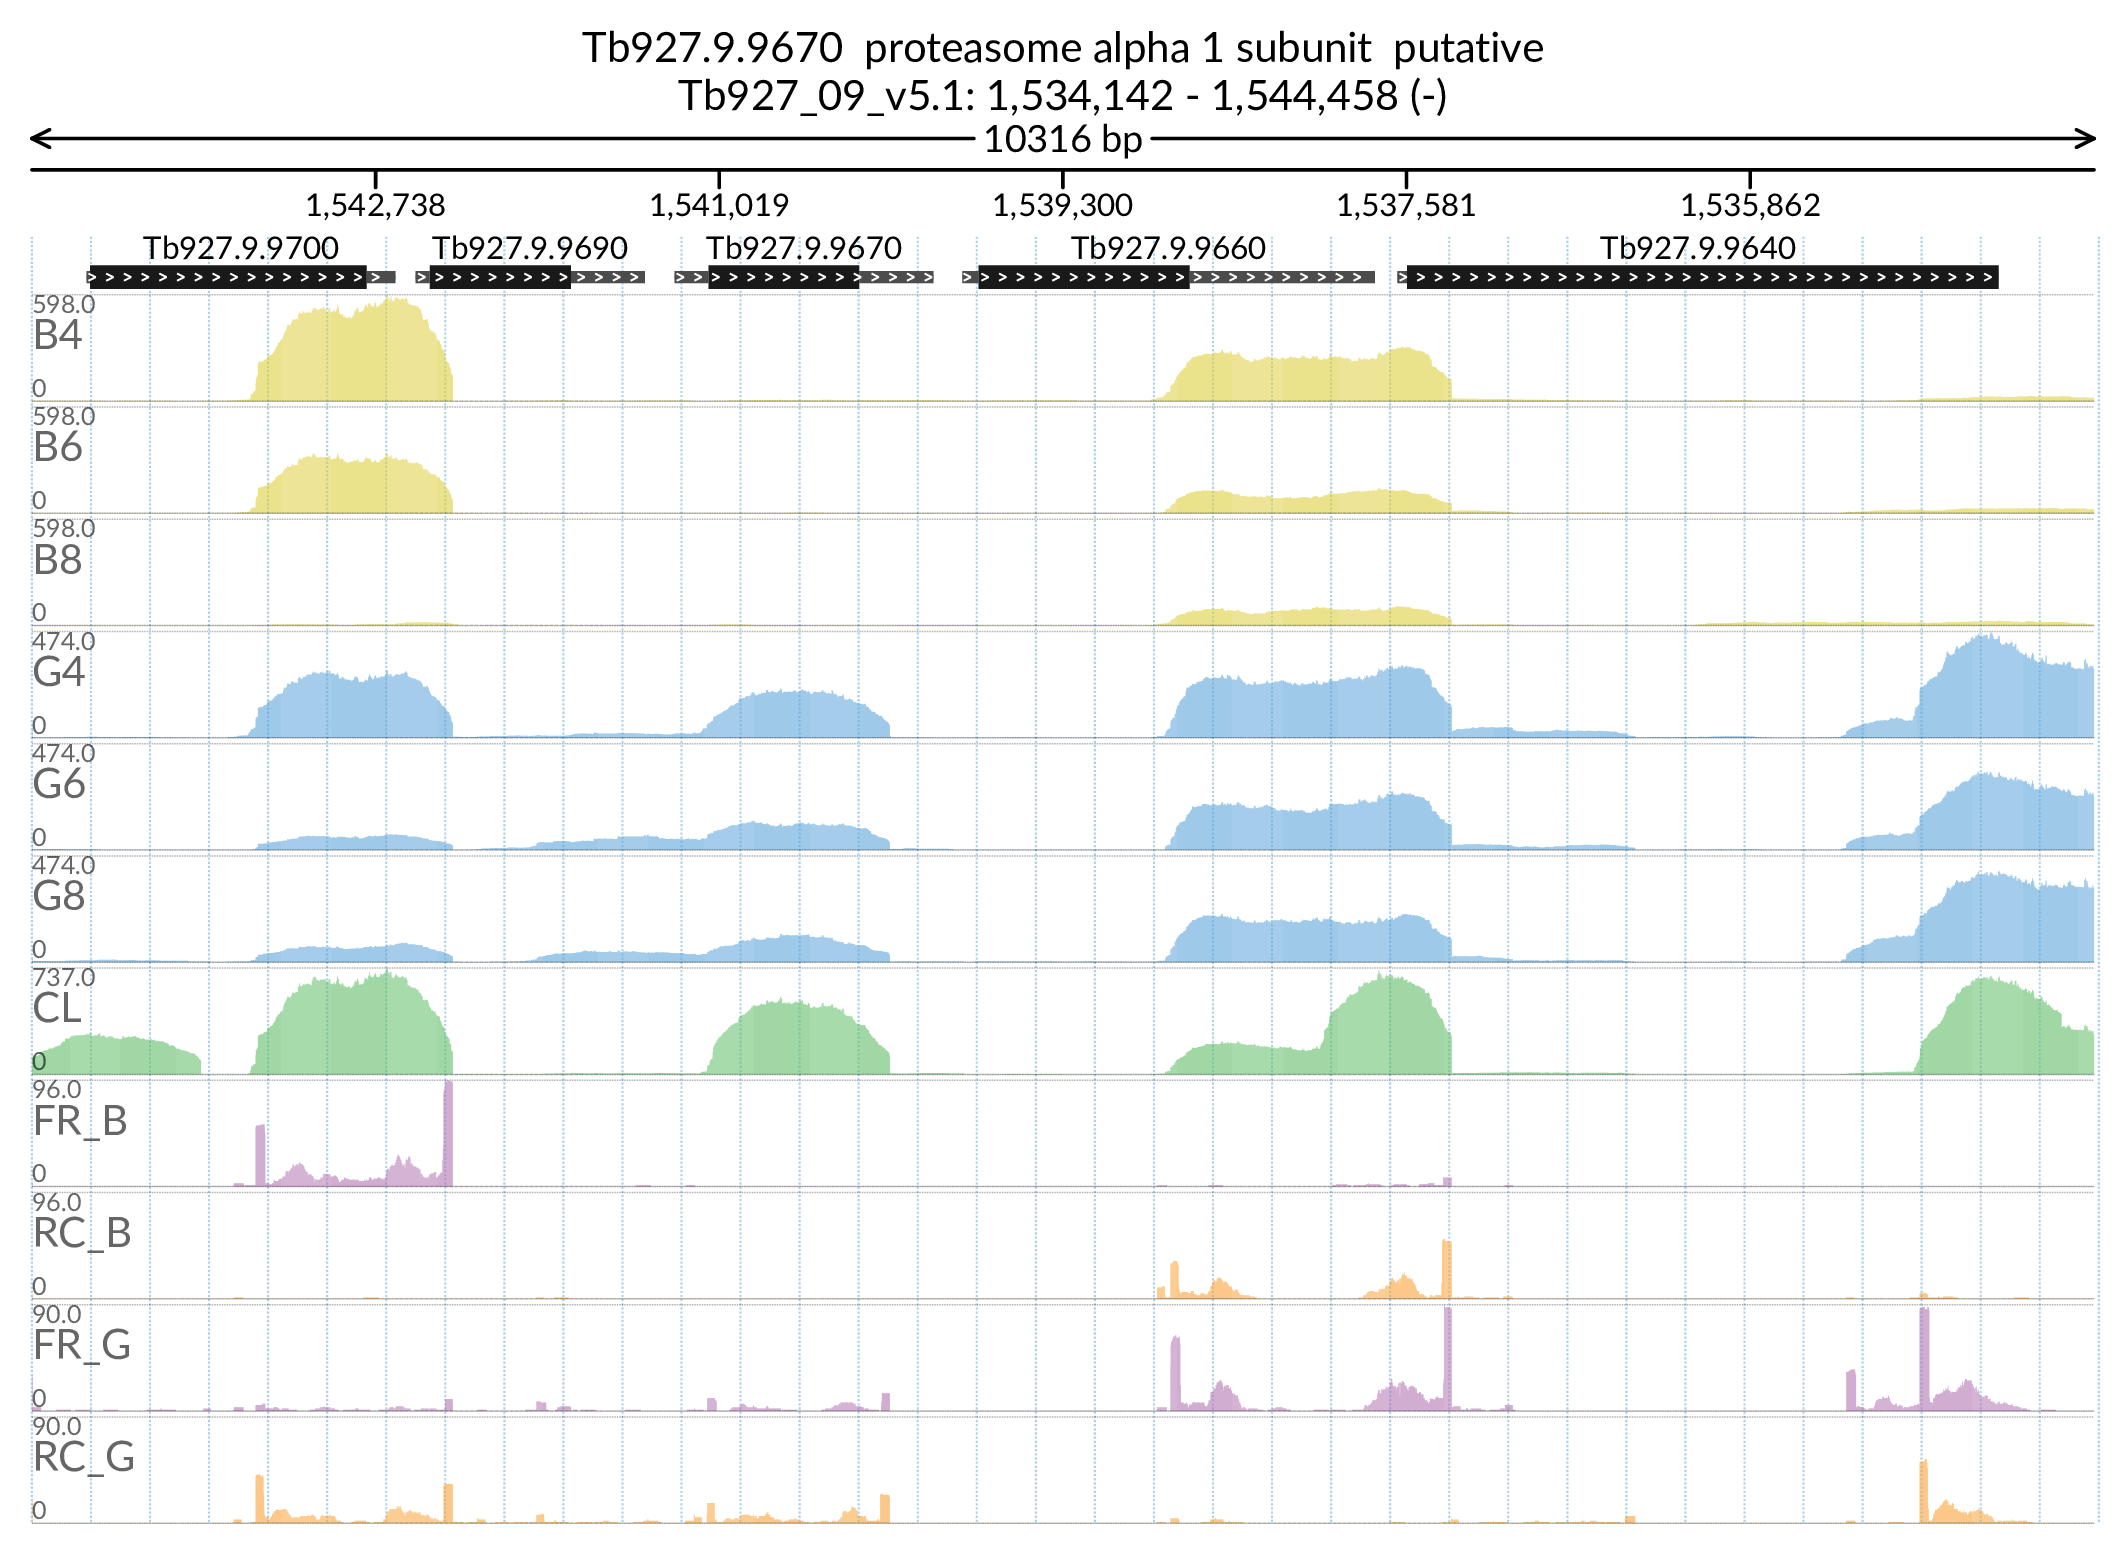 Tb927.9.9670  proteasome alpha 1 subunit  putative
Tb927_09_v5.1: 1,534,142 - 1,544,458 (-)
10316 bp
1,542,738 1,541,019 1,539,300 1,537,581 1,535,862
Tb927.9.9700 Tb927.9.9690 Tb927.9.9670 Tb927.9.9660 Tb927.9.9640
598.0
B4
0
598.0
B6
0
598.0
B8
0
474.0
G4
0
474.0
G6
0
474.0
G8
0
737.0
CL
0
96.0
FR_B
0
96.0
RC_B
0
90.0
FR_G
0
90.0
RC_G
0